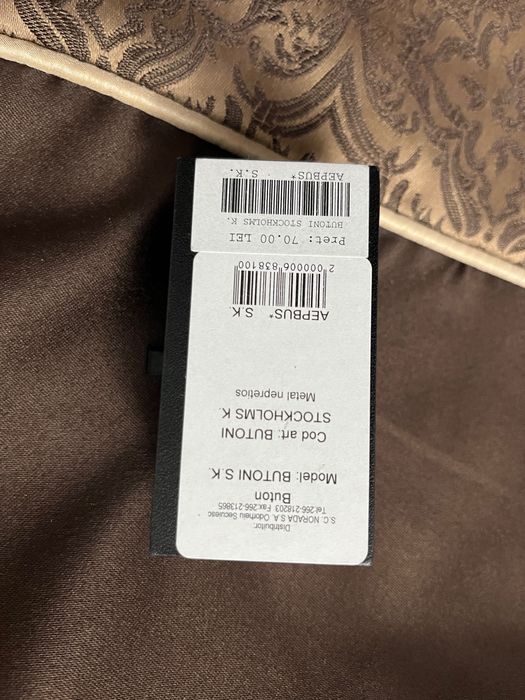 Distribuitor:
S.C. NORADA S.A. Odorheiu Secuiesc
Tel:266-218203 Fax:266-213865
Buton
Model: BUTONI S.K.
Cod art: BUTONI
STOCKHOLMS K.
Metal nepretios
AEPBUS* S.K.
2 000006 838100
Pret: 70.00 LEI
BUTONI STOCKHOLMS K.
AEPBUS* S.K.